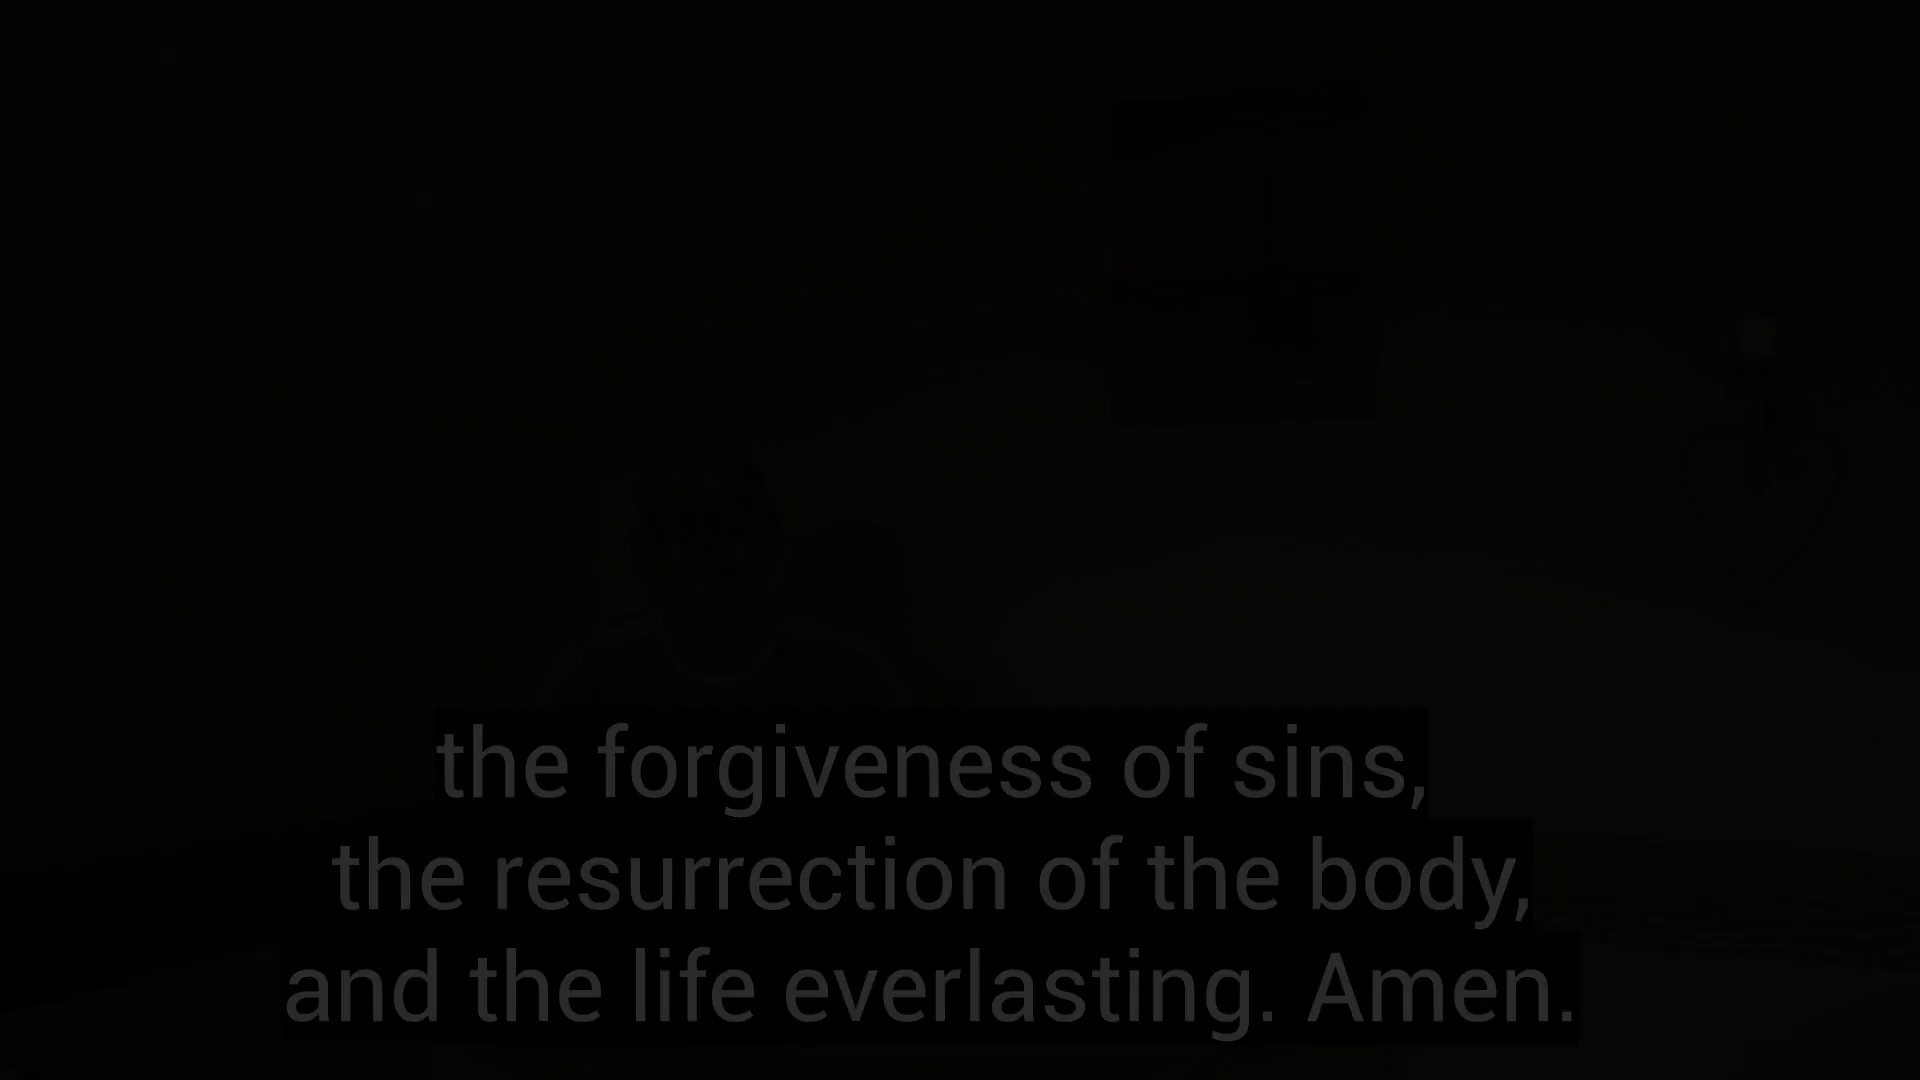 the forgiveness of sins,
the resurrection of the body,
and the life everlasting. Amen.